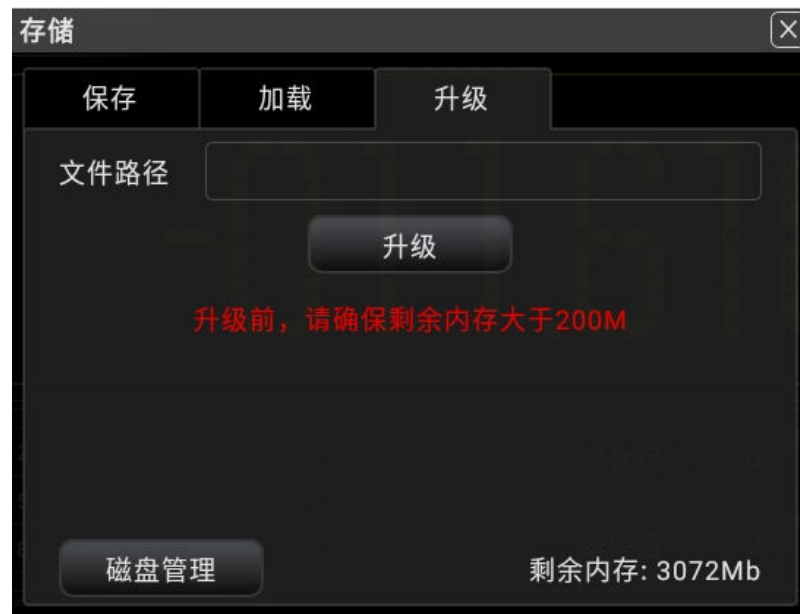 存储
保存 加载 升级
文件路径
升级
升级前，请确保剩余内存大于200M
磁盘管理 剩余内存: 3072Mb